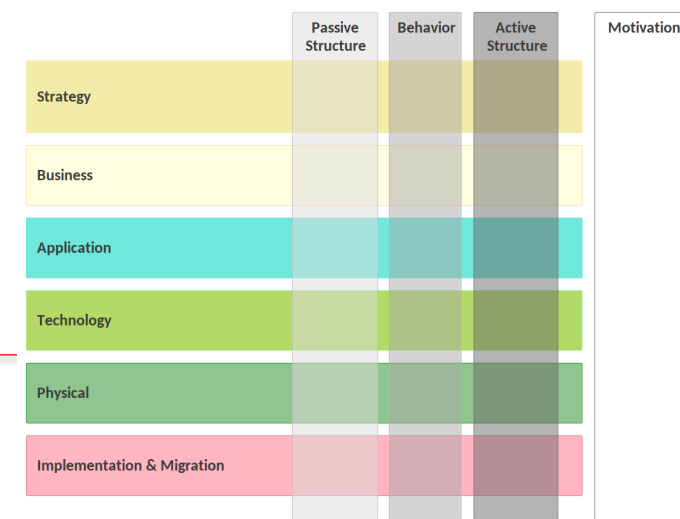 Passive
Structure
Behavior
Active
Structure
Motivation
Strategy
Business
Application
Technology
Physical
Implementation & Migration